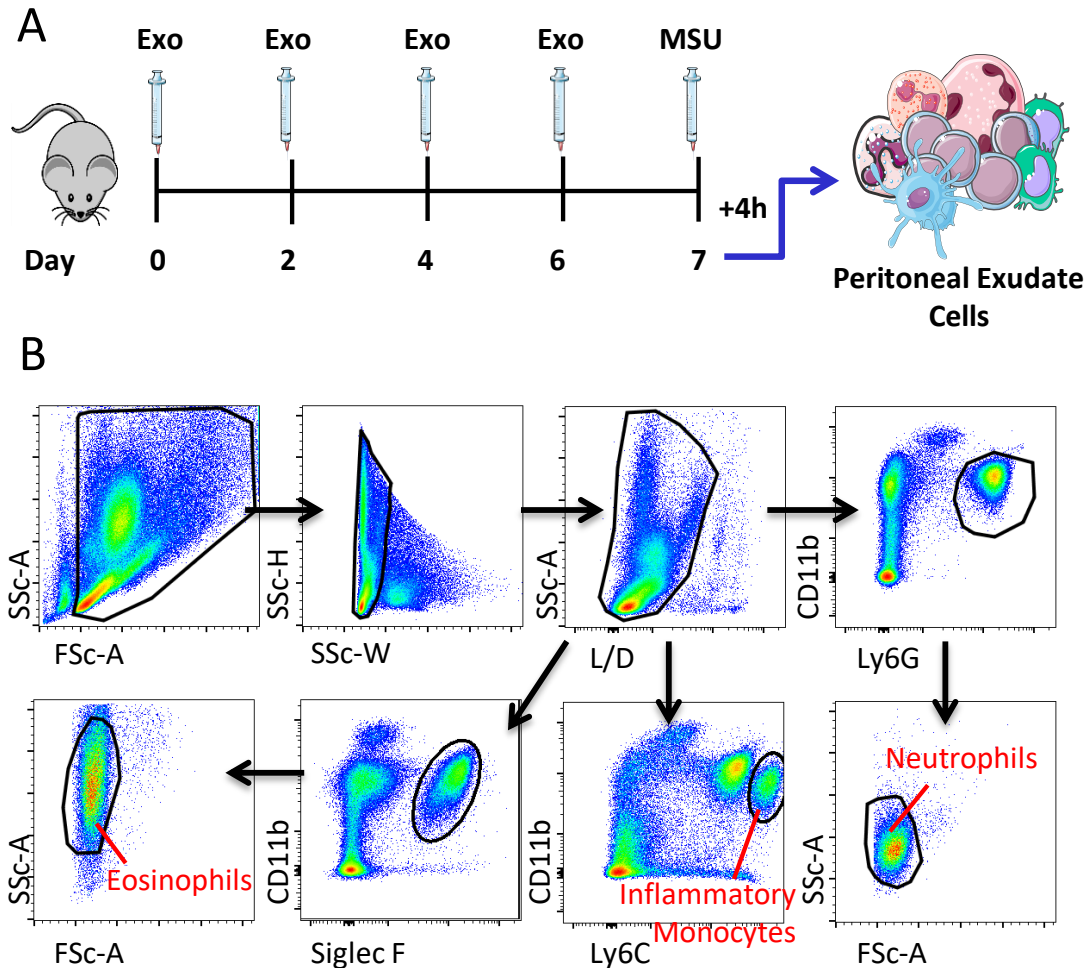 A
Exo Exo Exo Exo MSU
+4h
Day 0 2 4 6 7
Peritoneal Exudate
Cells
B
SSc-A
FSc-A
SSc-H
SSc-W
SSc-A
L/D
CD11b
Ly6G
SSc-A
Eosinophils
FSc-A
CD11b
Siglec F
CD11b
Inflammatory
Monocytes
Ly6C
Neutrophils
SSc-A
FSc-A